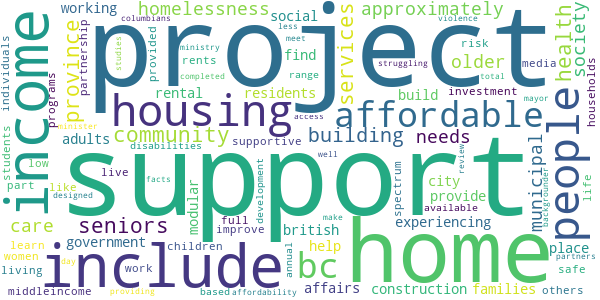 working
homelessness
approximately
columbians
social
violence
less
studies
ministry
meet
risk
older
health
society
individuals
income
programs
province
partnership
provided
rents
completed
project
find
range
struggling
total
services
media
mayor
households
rental
residents
build
investment
housing
access
affordable
community
building
needs
people
students
minister
adults
disabilities
supportive
well
municipal
review
backgrounder
low
part
like
live
facts
support
spectrum
city
provide
available
life
designed
modular
development
care
seniors
full
improve
british
experiencing
make
place
partners
learn
women
government
children
help
home
safe
living
day
include
work
bc
annual
middleincome
providing
based
affordability
affairs
construction
families
others